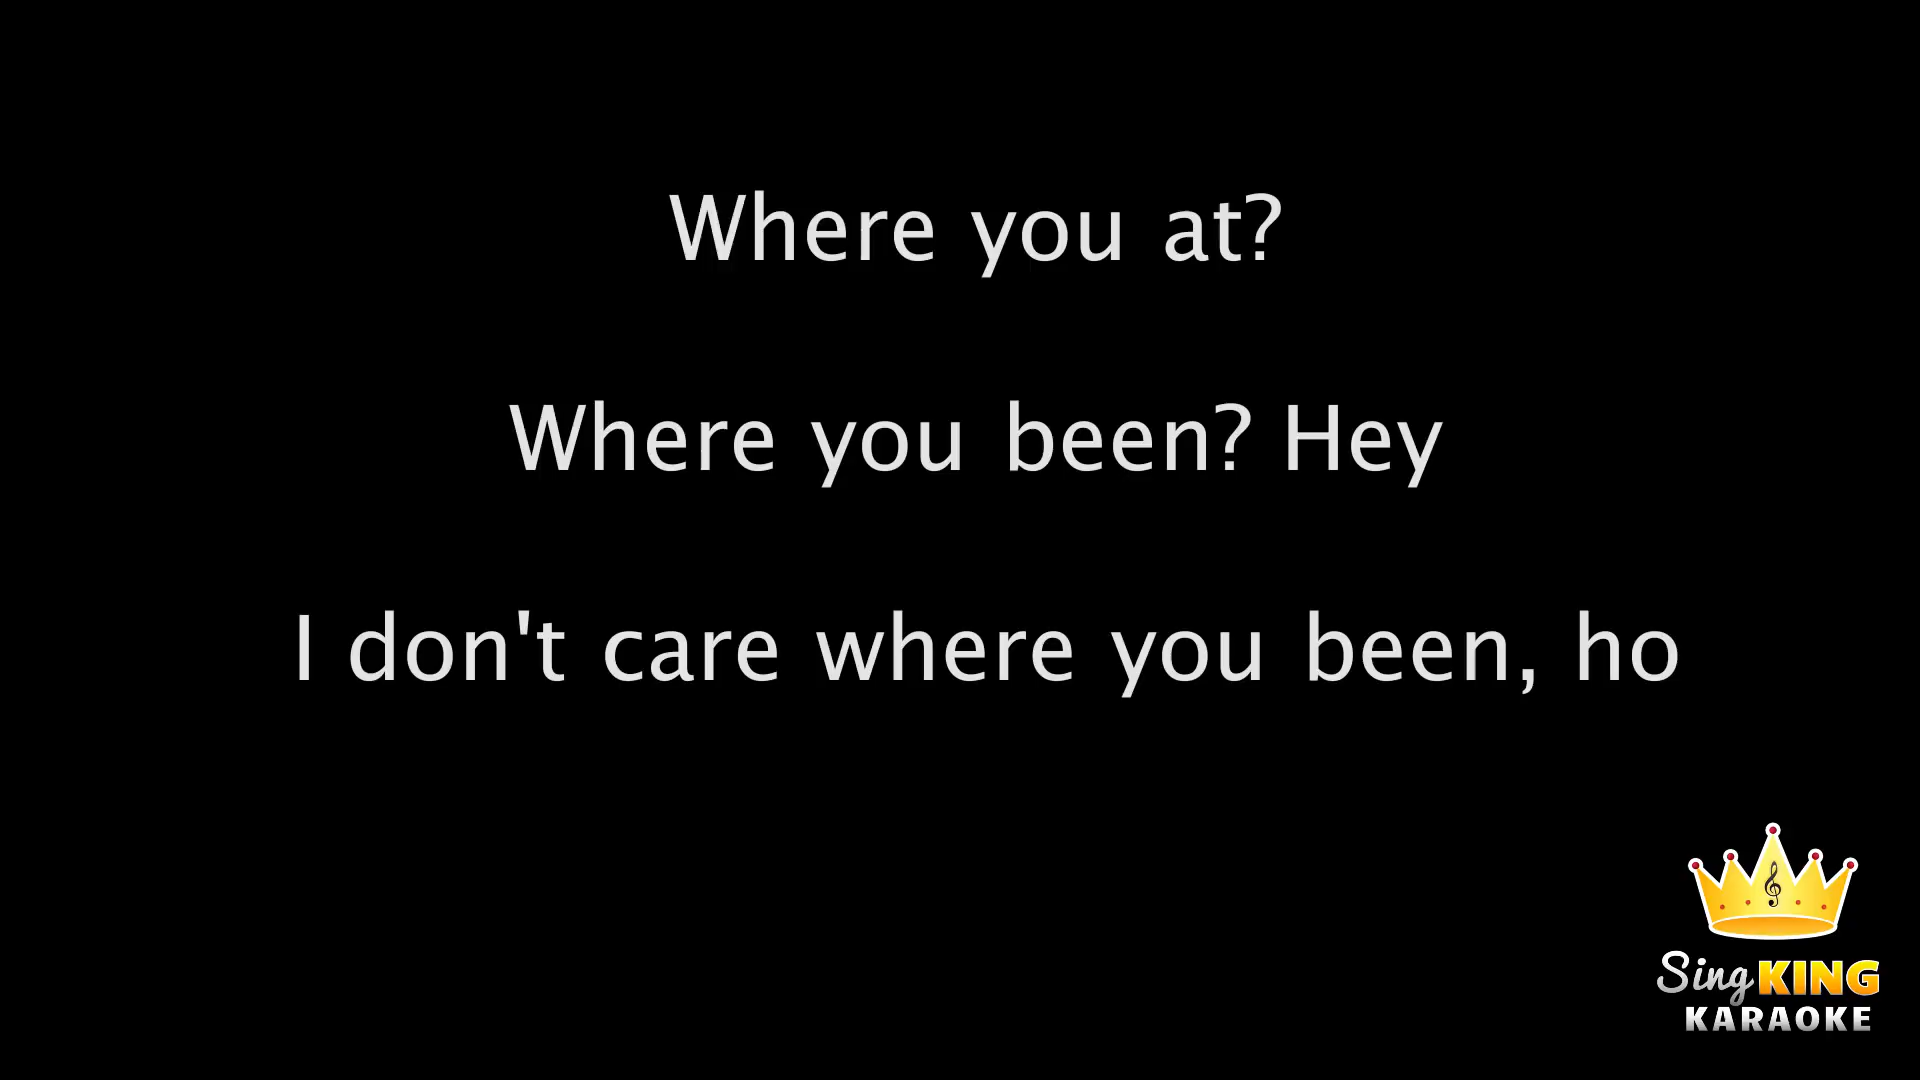 Where you at?
Where you been? Hey
I don't care where you been, ho
Sing KING
KARAOKE